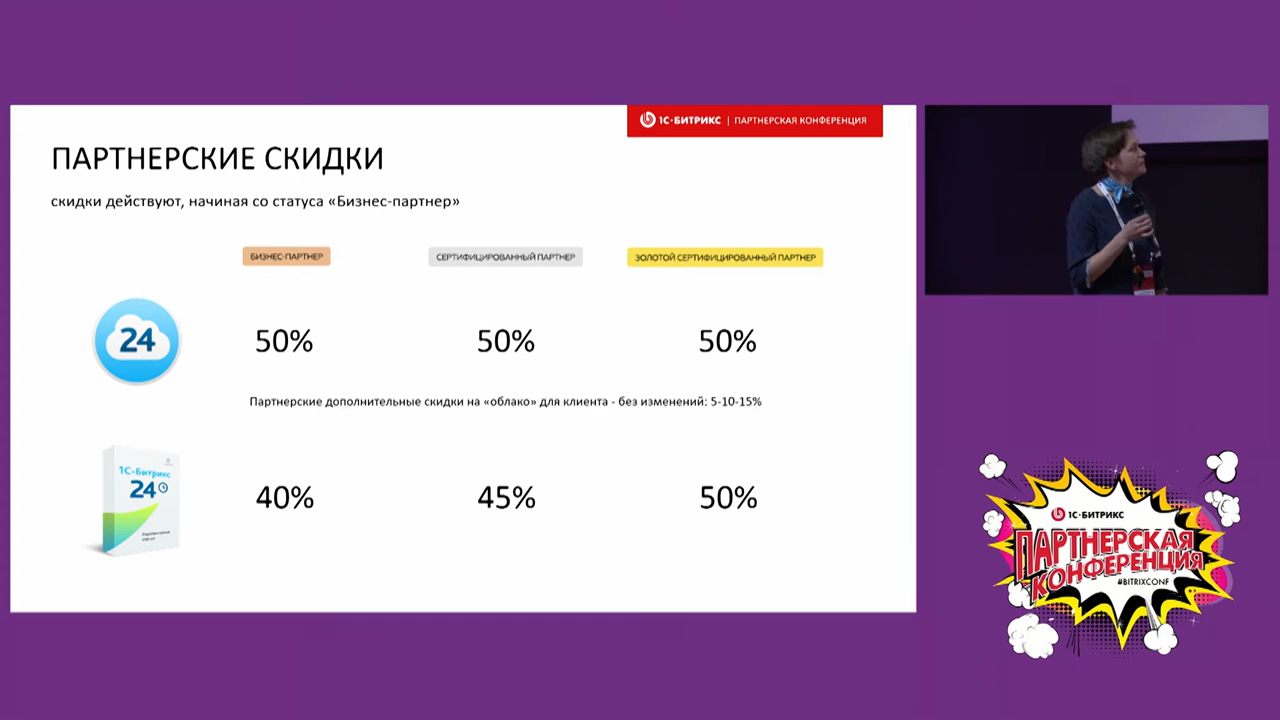 1С-БИТРИКС | ПАРТНЕРСКАЯ КОНФЕРЕНЦИЯ
ПАРТНЕРСКИЕ СКИДКИ
скидки действуют, начиная со статуса «Бизнес-партнер»
БИЗНЕС-ПАРТНЕР СЕРТИФИЦИРОВАННЫЙ ПАРТНЕР ЗОЛОТОЙ СЕРТИФИЦИРОВАННЫЙ ПАРТНЕР
24 50% 50% 50%
Партнерские дополнительные скидки на «облако» для клиента - без изменений: 5-10-15%
1С-Битрикс
24 40% 45% 50%
1С-БИТРИКС
ПАРТНЕРСКАЯ
КОНФЕРЕНЦИЯ
#BITRIXCONF